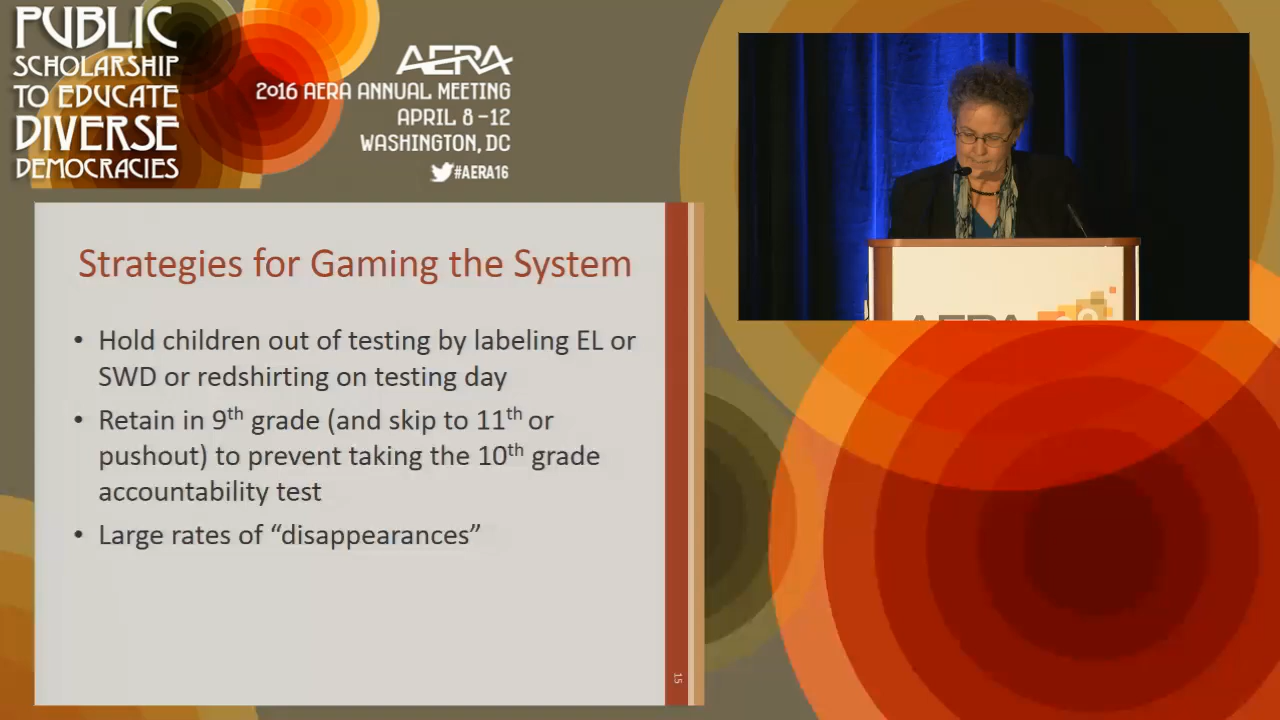 PUBLIC
SCHOLARSHIP
TO EDUCATE
DIVERSE
DEMOCRACIES
AERA
2016 AERA ANNUAL MEETING
APRIL 8 – 12
WASHINGTON, DC
#AERA16
Strategies for Gaming the System
• Hold children out of testing by labeling EL or
SWD or redshirting on testing day
• Retain in 9th grade (and skip to 11th or
pushout) to prevent taking the 10th grade
accountability test
• Large rates of “disappearances”
15
AERA